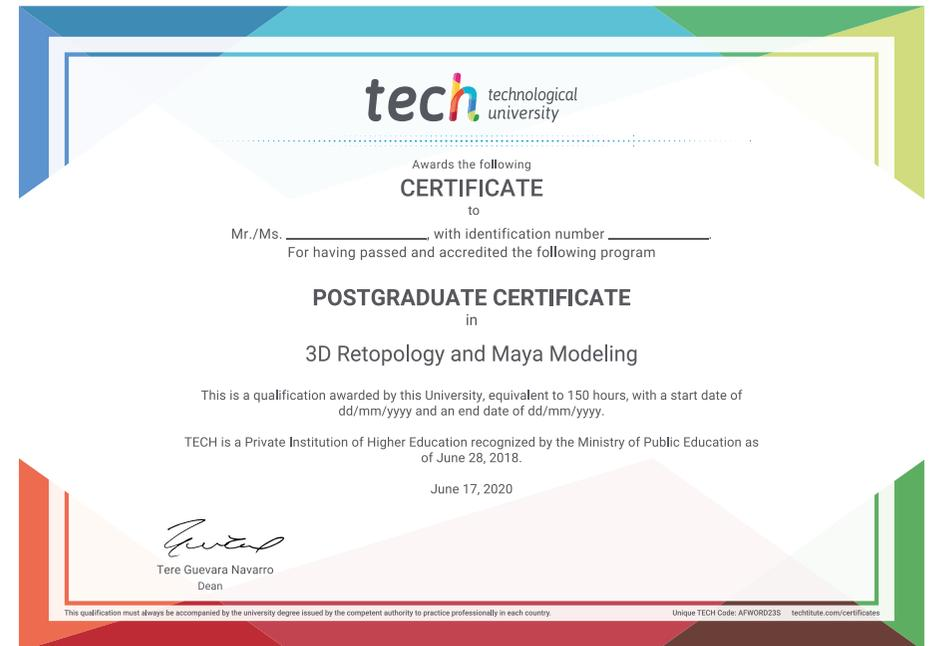 tech technological
university
Awards the following
CERTIFICATE
to
Mr./Ms. ____________________, with identification number ______________.
For having passed and accredited the following program
POSTGRADUATE CERTIFICATE
in
3D Retopology and Maya Modeling
This is a qualification awarded by this University, equivalent to 150 hours, with a start date of
dd/mm/yyyy and an end date of dd/mm/yyyy.
TECH is a Private Institution of Higher Education recognized by the Ministry of Public Education as
of June 28, 2018.
June 17, 2020
Tere Guevara Navarro
Dean
This qualification must always be accompanied by the university degree issued by the competent authority to practice professionally in each country.
Unique TECH Code: AFWORD23S techtitute.com/certificates